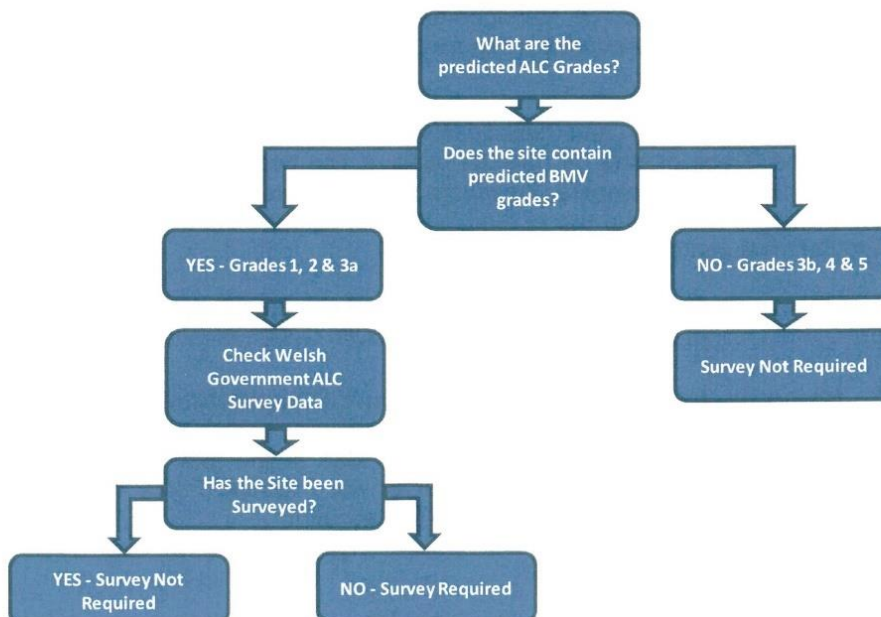 What are the
predicted ALC Grades?
Does the site contain
predicted BMV
grades?
YES - Grades 1, 2 & 3a
NO - Grades 3b, 4 & 5
Check Welsh
Government ALC
Survey Data
Survey Not Required
Has the Site been
Surveyed?
YES - Survey Not
Required
NO - Survey Required